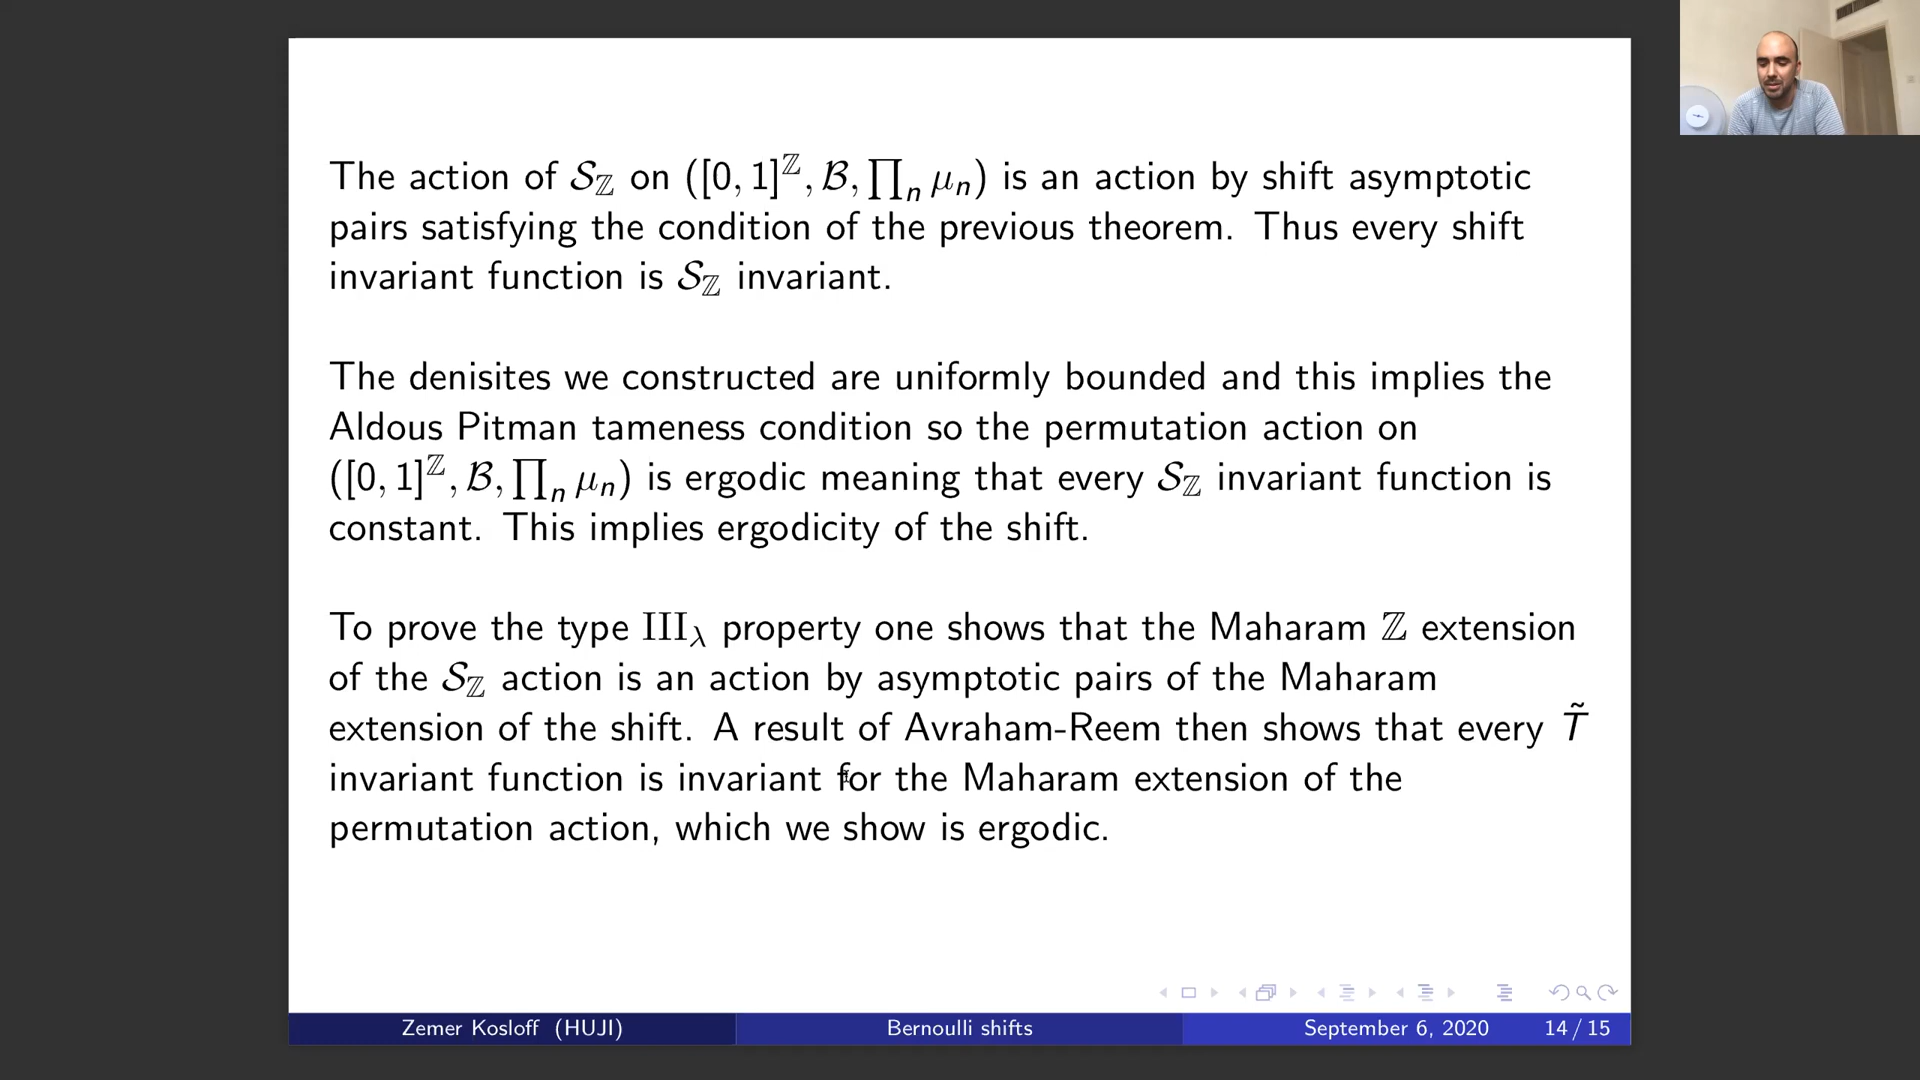 The action of 𝒮_ℤ on ([0, 1]^ℤ, ℬ, ∏_n μ_n) is an action by shift asymptotic
pairs satisfying the condition of the previous theorem. Thus every shift
invariant function is 𝒮_ℤ invariant.
The denisites we constructed are uniformly bounded and this implies the
Aldous Pitman tameness condition so the permutation action on
([0, 1]^ℤ, ℬ, ∏_n μ_n) is ergodic meaning that every 𝒮_ℤ invariant function is
constant. This implies ergodicity of the shift.
To prove the type III_λ property one shows that the Maharam ℤ extension
of the 𝒮_ℤ action is an action by asymptotic pairs of the Maharam
extension of the shift. A result of Avraham-Reem then shows that every T̃
invariant function is invariant for the Maharam extension of the
permutation action, which we show is ergodic.
Zemer Kosloff (HUJI) Bernoulli shifts September 6, 2020 14 / 15